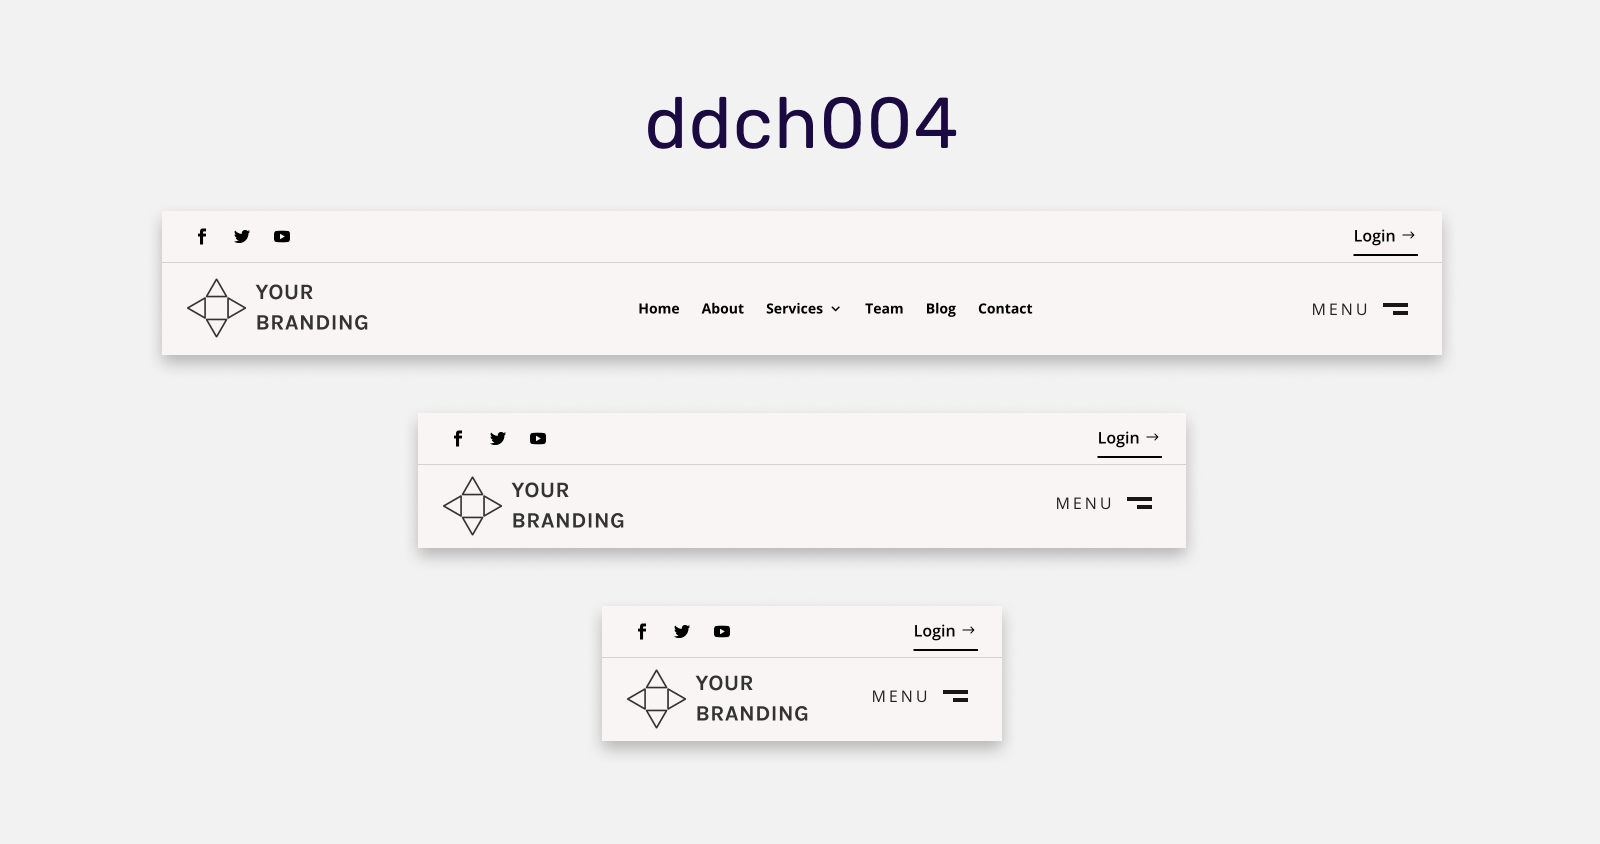 ddch004
Login →
YOUR
BRANDING
Home About Services Team Blog Contact
MENU
Login →
YOUR
BRANDING
MENU
Login →
YOUR
BRANDING
MENU